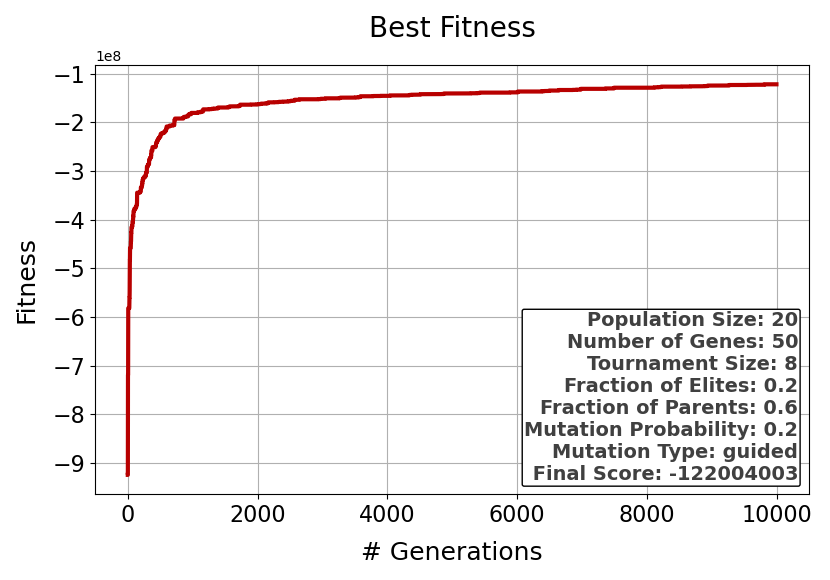 Best Fitness
1e8
−1
−2
−3
−4
−5
−6
−7
−8
−9
Fitness
Population Size: 20
Number of Genes: 50
Tournament Size: 8
Fraction of Elites: 0.2
Fraction of Parents: 0.6
Mutation Probability: 0.2
Mutation Type: guided
Final Score: -122004003
0 2000 4000 6000 8000 10000
# Generations